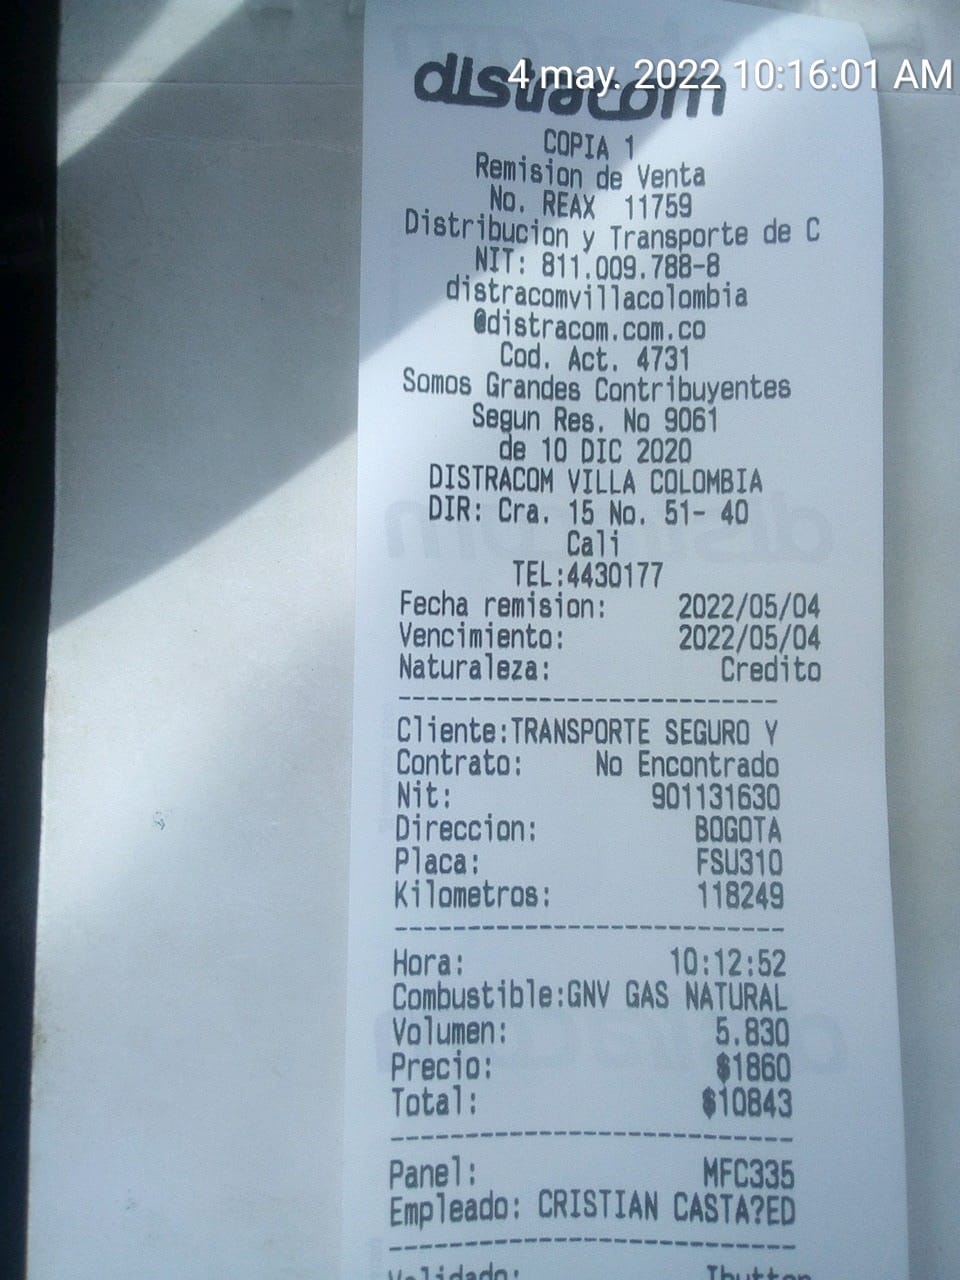 distracom
4 may. 2022 10:16:01 AM
COPIA 1
Remision de Venta
No. REAX 11759
Distribucion y Transporte de C
NIT: 811.009.788-8
distracomvillacolombia
@distracom.com.co
Cod. Act. 4731
Somos Grandes Contribuyentes
Segun Res. No 9061
de 10 DIC 2020
DISTRACOM VILLA COLOMBIA
DIR: Cra. 15 No. 51- 40
Cali
TEL:4430177
Fecha remision: 2022/05/04
Vencimiento: 2022/05/04
Naturaleza: Credito
Cliente:TRANSPORTE SEGURO Y
Contrato: No Encontrado
Nit: 901131630
Direccion: BOGOTA
Placa: FSU310
Kilometros: 118249
Hora: 10:12:52
Combustible:GNV GAS NATURAL
Volumen: 5.830
Precio: $1860
Total: $10843
Panel: MFC335
Empleado: CRISTIAN CASTA?ED
Validado: Ibutton